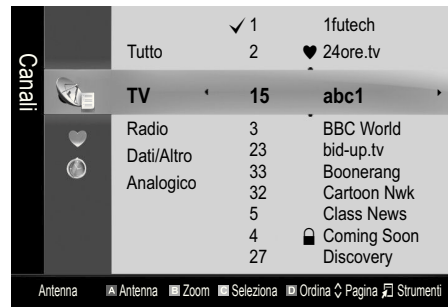 Canali
1 1futech
Tutto 2 24ore.tv
TV 15 abc1
Radio 3 BBC World
Dati/Altro 23 bid-up.tv
Analogico 33 Boonerang
32 Cartoon Nwk
5 Class News
4 Coming Soon
27 Discovery
Antenna A Antenna B Zoom C Seleziona D Ordina Pagina Strumenti